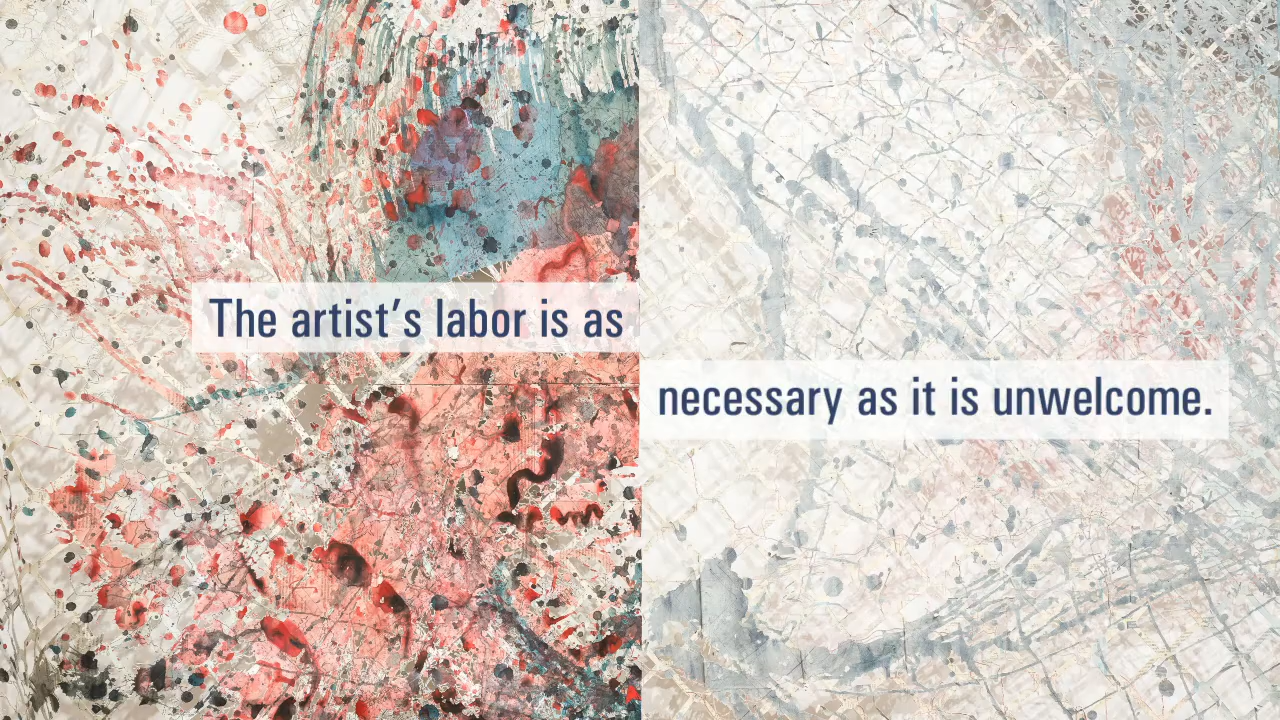 The artist’s labor is as
necessary as it is unwelcome.